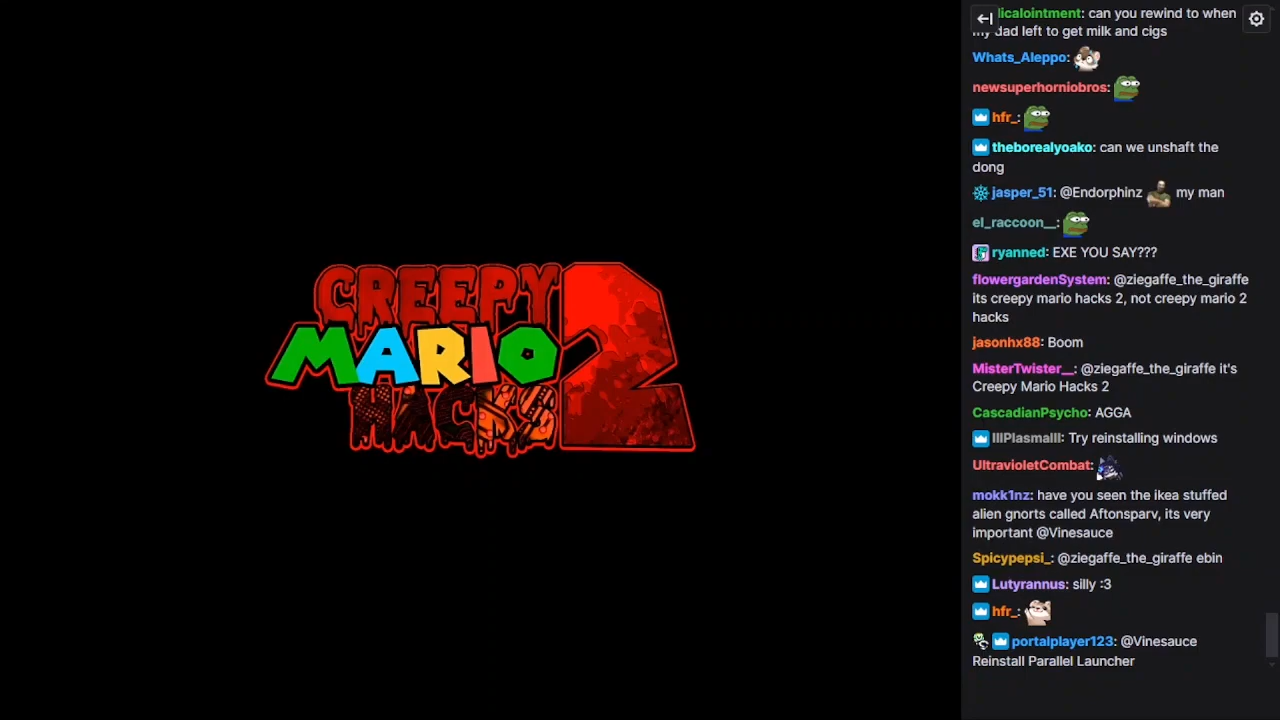 CREEPY
MARIO
HACKS
2
icalointment: can you rewind to when
my dad left to get milk and cigs
Whats_Aleppo:
newsuperhorniobros:
hfr_:
theborealyoako: can we unshaft the
dong
jasper_51: @Endorphinz my man
el_raccoon__:
ryanned: EXE YOU SAY???
flowergardenSystem: @ziegaffe_the_giraffe
its creepy mario hacks 2, not creepy mario 2
hacks
jasonhx88: Boom
MisterTwister__: @ziegaffe_the_giraffe it's
Creepy Mario Hacks 2
CascadianPsycho: AGGA
IllPlasmaIll: Try reinstalling windows
UltravioletCombat:
mokk1nz: have you seen the ikea stuffed
alien gnorts called Aftonsparv, its very
important @Vinesauce
Spicypepsi_: @ziegaffe_the_giraffe ebin
Lutyrannus: silly :3
hfr_:
portalplayer123: @Vinesauce
Reinstall Parallel Launcher